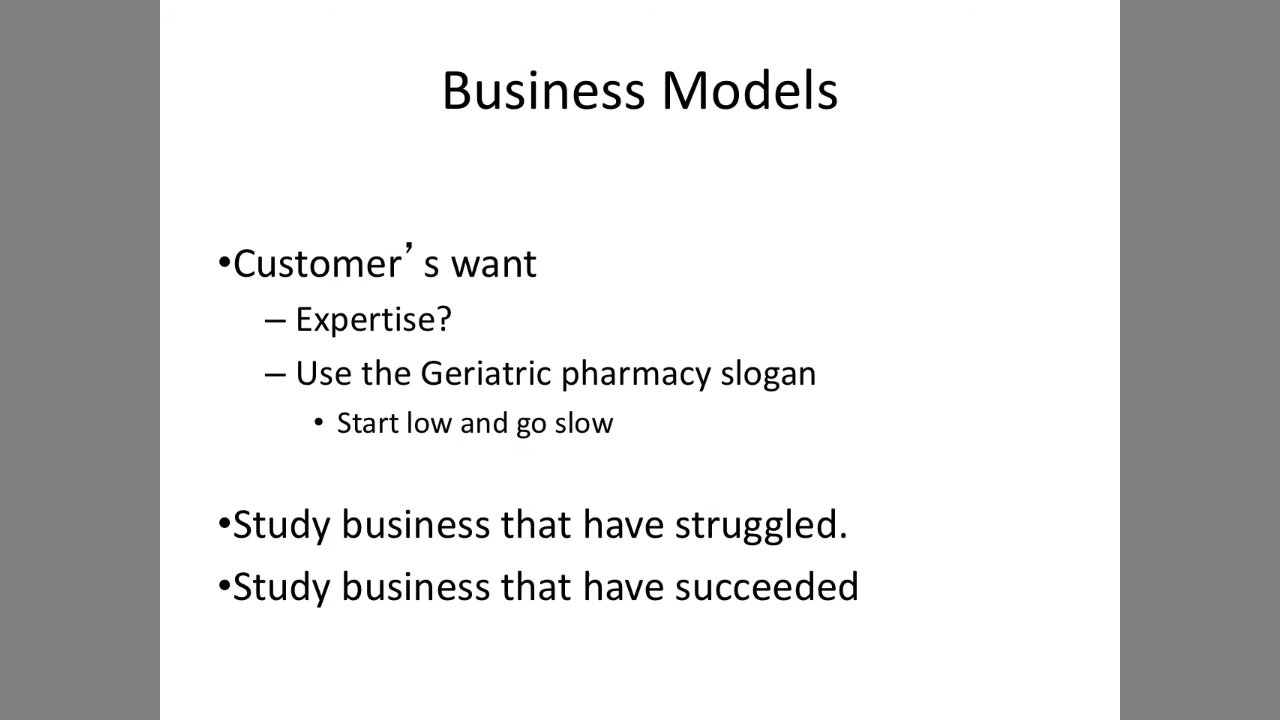 Business Models
•Customer’s want
– Expertise?
– Use the Geriatric pharmacy slogan
• Start low and go slow
•Study business that have struggled.
•Study business that have succeeded